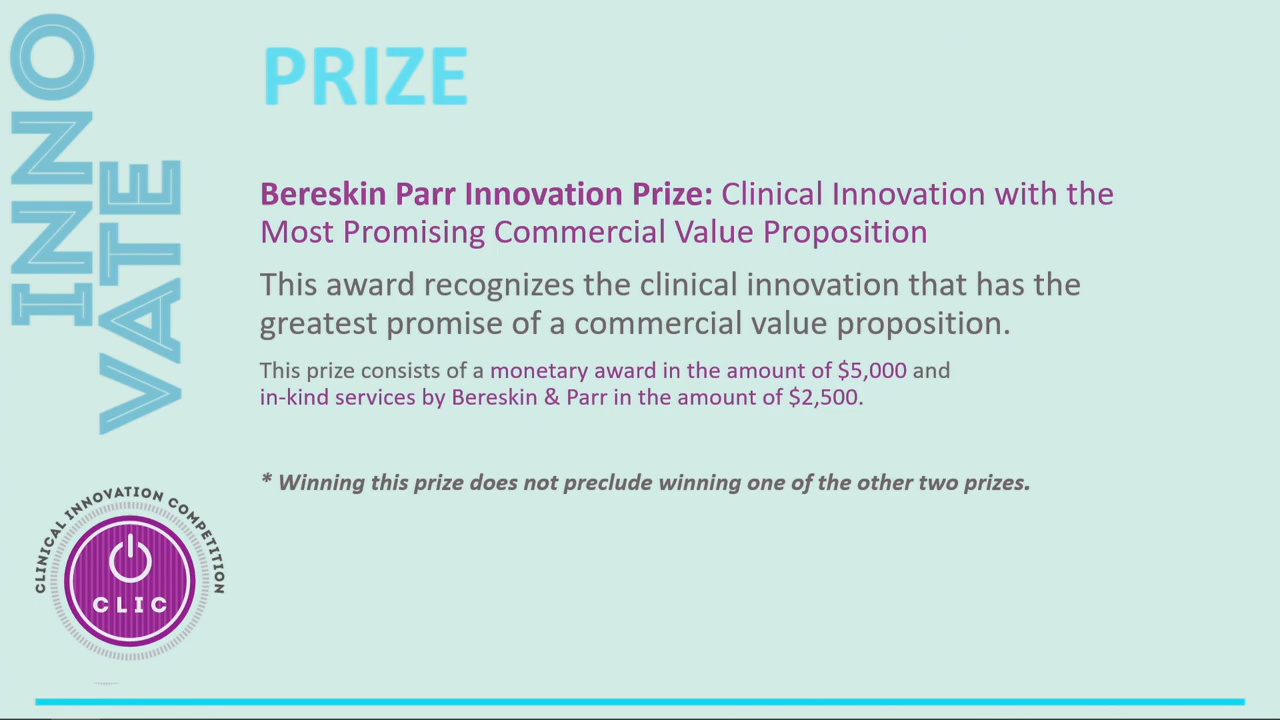 INNO
VATE
PRIZE
Bereskin Parr Innovation Prize: Clinical Innovation with the
Most Promising Commercial Value Proposition
This award recognizes the clinical innovation that has the
greatest promise of a commercial value proposition.
This prize consists of a monetary award in the amount of $5,000 and
in-kind services by Bereskin & Parr in the amount of $2,500.
* Winning this prize does not preclude winning one of the other two prizes.
CLINICAL INNOVATION COMPETITION
CLIC